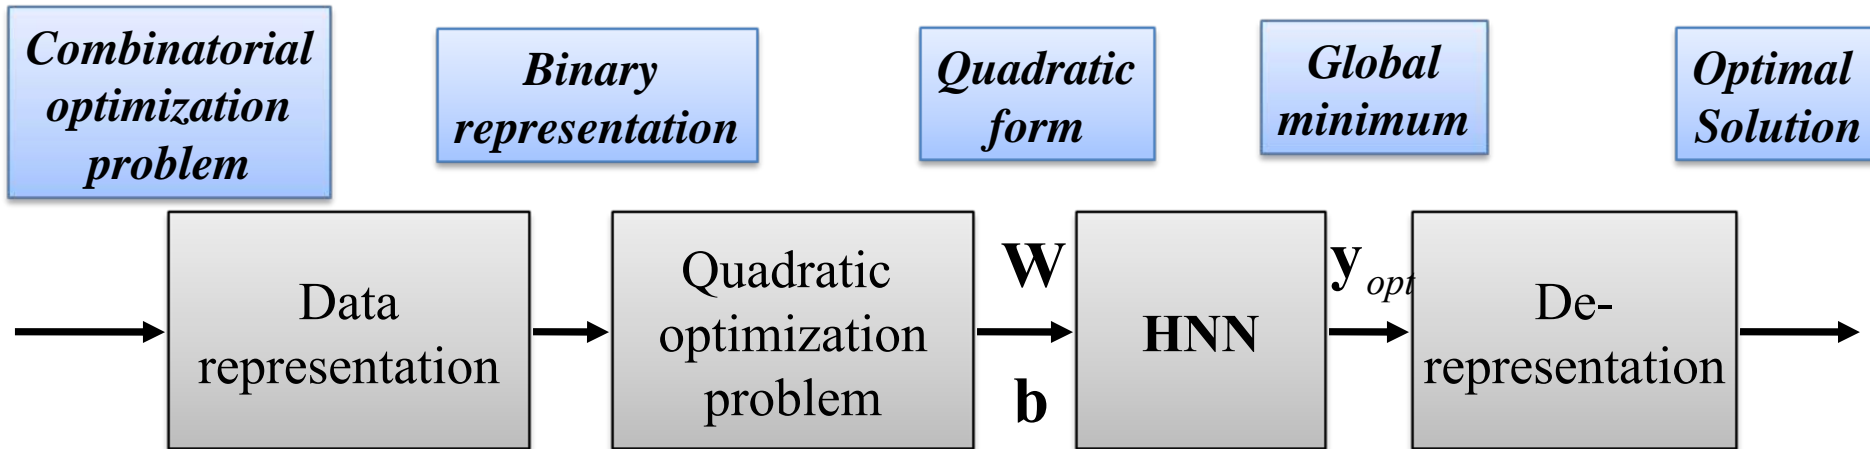 Combinatorial
optimization
problem
Binary
representation
Quadratic
form
Global
minimum
Optimal
Solution
Data
representation
Quadratic
optimization
problem
W
b
HNN
y opt
De-
representation